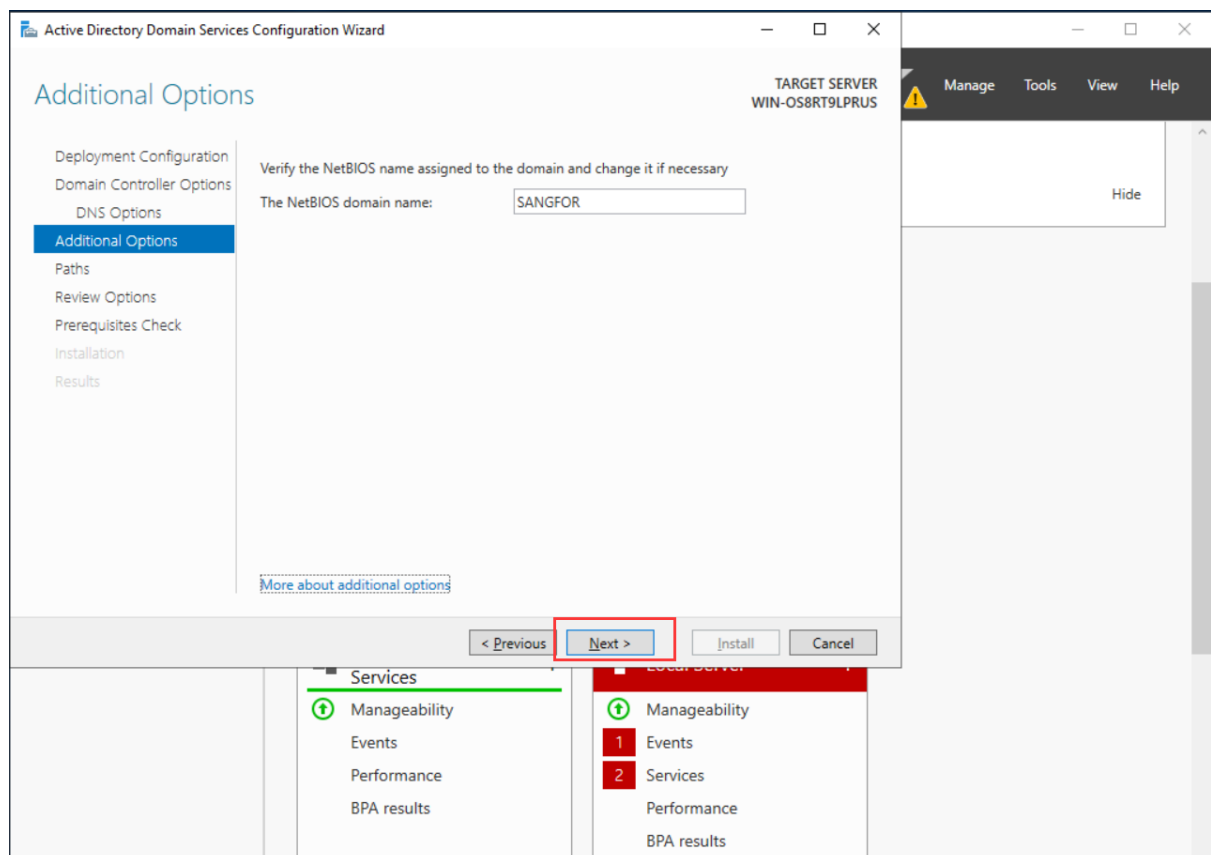 Active Directory Domain Services Configuration Wizard
Additional Options
TARGET SERVER
WIN-OS8RT9LPRUS
Manage Tools View Help
Deployment Configuration
Domain Controller Options
DNS Options
Additional Options
Paths
Review Options
Prerequisites Check
Installation
Results
Verify the NetBIOS name assigned to the domain and change it if necessary
The NetBIOS domain name: SANGFOR
More about additional options
Hide
< Previous Next > Install Cancel
Services
Manageability
Events
Performance
BPA results
Local Server
Manageability
1 Events
2 Services
Performance
BPA results